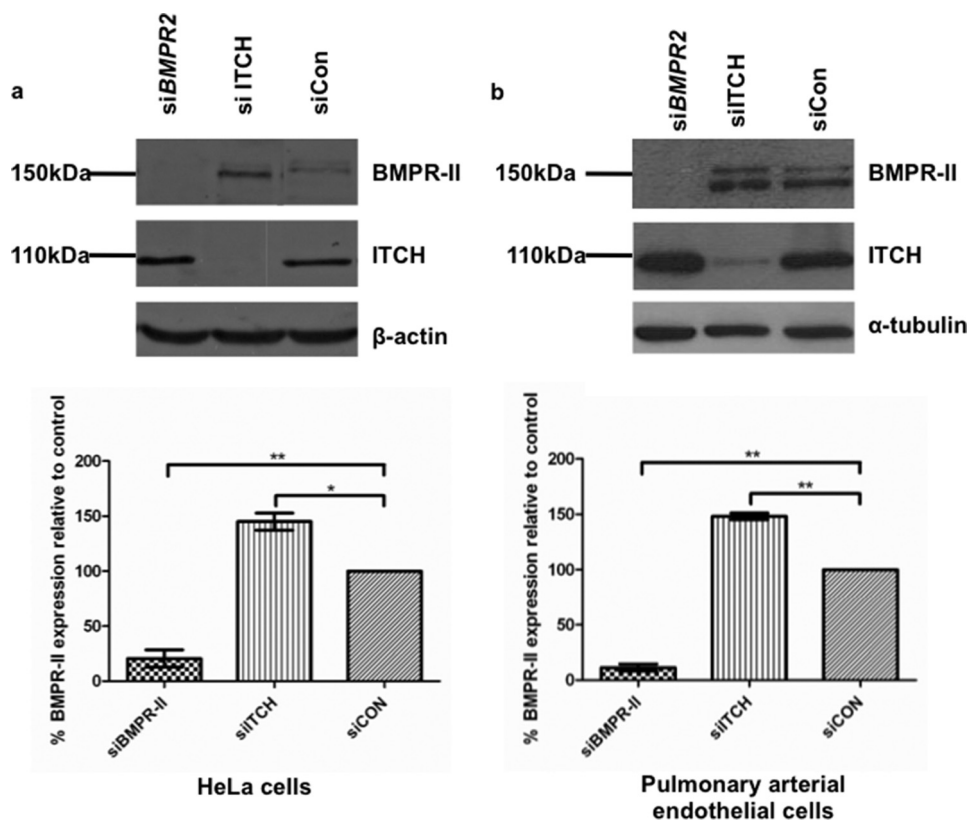 a
siBMPR2
si ITCH
siCon
150kDa
BMPR-II
110kDa
ITCH
β-actin
% BMPR-II expression relative to control
200
150
100
50
0
**
*
siBMPR-II
siITCH
siCON
HeLa cells
b
siBMPR2
siITCH
siCon
150kDa
BMPR-II
110kDa
ITCH
α-tubulin
% BMPR-II expression relative to control
200
150
100
50
0
**
**
siBMPR-II
siITCH
siCON
Pulmonary arterial
endothelial cells